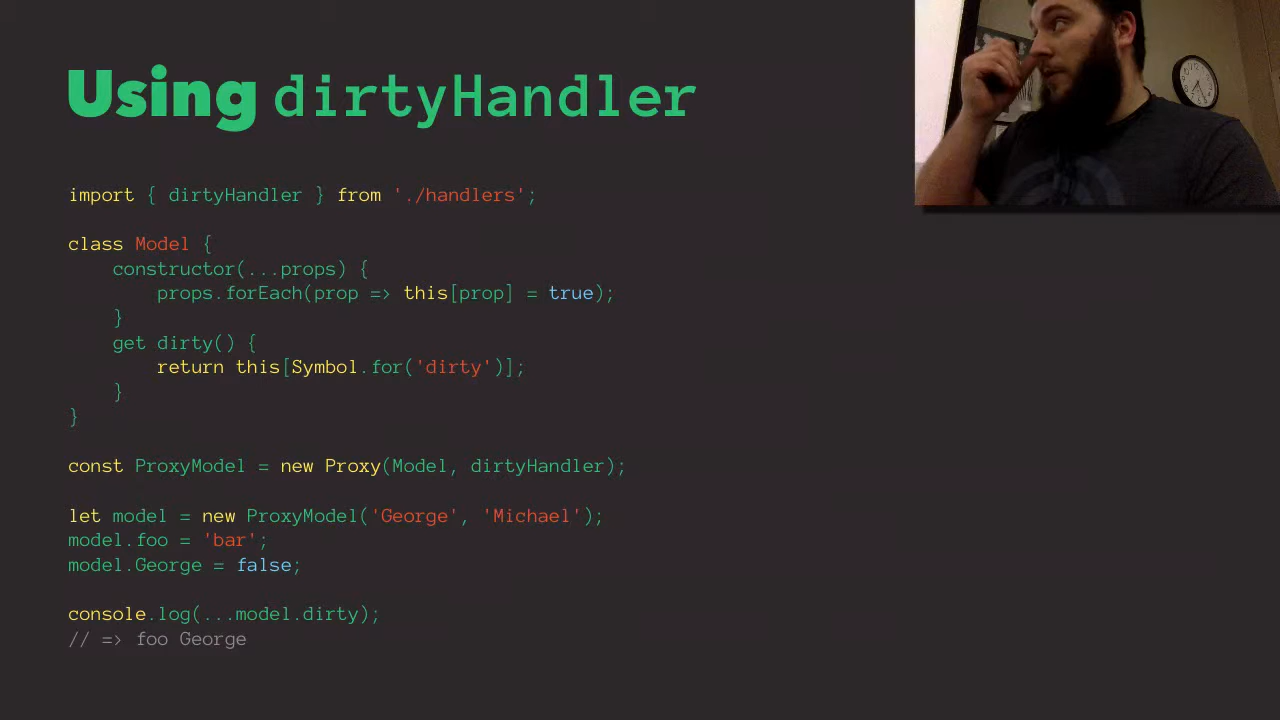 Using dirtyHandler
import { dirtyHandler } from './handlers';
class Model {
constructor(...props) {
props.forEach(prop => this[prop] = true);
}
get dirty() {
return this[Symbol.for('dirty')];
}
}
const ProxyModel = new Proxy(Model, dirtyHandler);
let model = new ProxyModel('George', 'Michael');
model.foo = 'bar';
model.George = false;
console.log(...model.dirty);
// => foo George